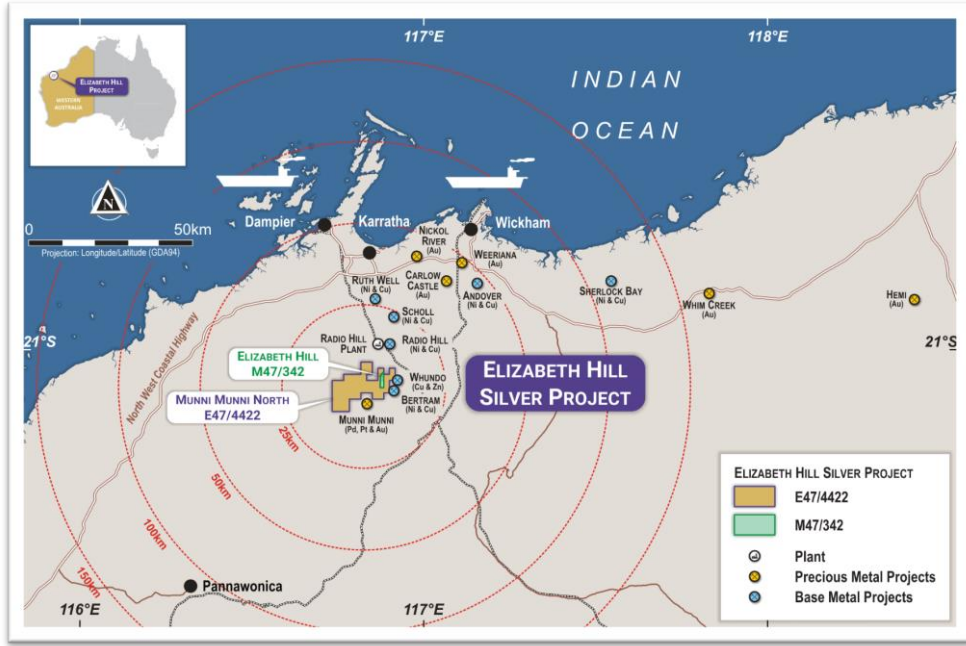 116°E
117°E
118°E
ELIZABETH HILL
PROJECT
WESTERN
AUSTRALIA
INDIAN
OCEAN
N
0
50km
Projection: Longitude/Latitude (GDA94)
Dampier
Karratha
Wickham
NICKOL
RIVER
(Au)
WEERIANA
(Au)
RUTH WELL
(Ni & Cu)
CARLOW
CASTLE
(Au)
ANDOVER
(Ni & Cu)
SHERLOCK BAY
(Ni & Cu)
WHIM CREEK
(Au)
HEMI
(Au)
SCHOLL
(Ni & Cu)
21°S
21°S
RADIO HILL
PLANT
RADIO HILL
(Ni & Cu)
North West Coastal Highway
ELIZABETH HILL
M47/342
MUNNI MUNNI NORTH
E47/4422
WHUNDO
(Cu & Zn)
BERTRAM
(Ni & Cu)
MUNNI MUNNI
(Pd, Pt & Au)
ELIZABETH HILL
SILVER PROJECT
25km
50km
100km
150km
Pannawonica
116°E
117°E
ELIZABETH HILL SILVER PROJECT
E47/4422
M47/342
Plant
Precious Metal Projects
Base Metal Projects